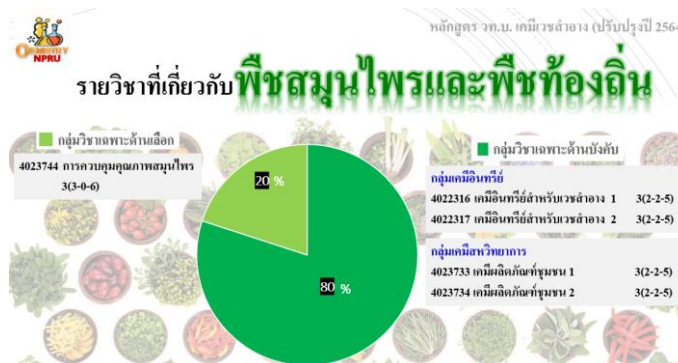 หลักสูตร วท.บ. เคมีเวชสำอาง (ปรับปรุงปี 2564
CHEMISTRY
NPRU
รายวิชาที่เกี่ยวกับพืชสมุนไพรและพืชท้องถิ่น
กลุ่มวิชาเฉพาะด้านเลือก
4023744 การควบคุมคุณภาพสมุนไพร
3(3-0-6)
20 %
80 %
กลุ่มวิชาเฉพาะด้านบังคับ
กลุ่มเคมีอินทรีย์
4022316 เคมีอินทรีย์สำหรับเวชสำอาง 1 3(2-2-5)
4022317 เคมีอินทรีย์สำหรับเวชสำอาง 2 3(2-2-5)
กลุ่มเคมีสหวิทยาการ
4023733 เคมีผลิตภัณฑ์ชุมชน 1 3(2-2-5)
4023734 เคมีผลิตภัณฑ์ชุมชน 2 3(2-2-5)